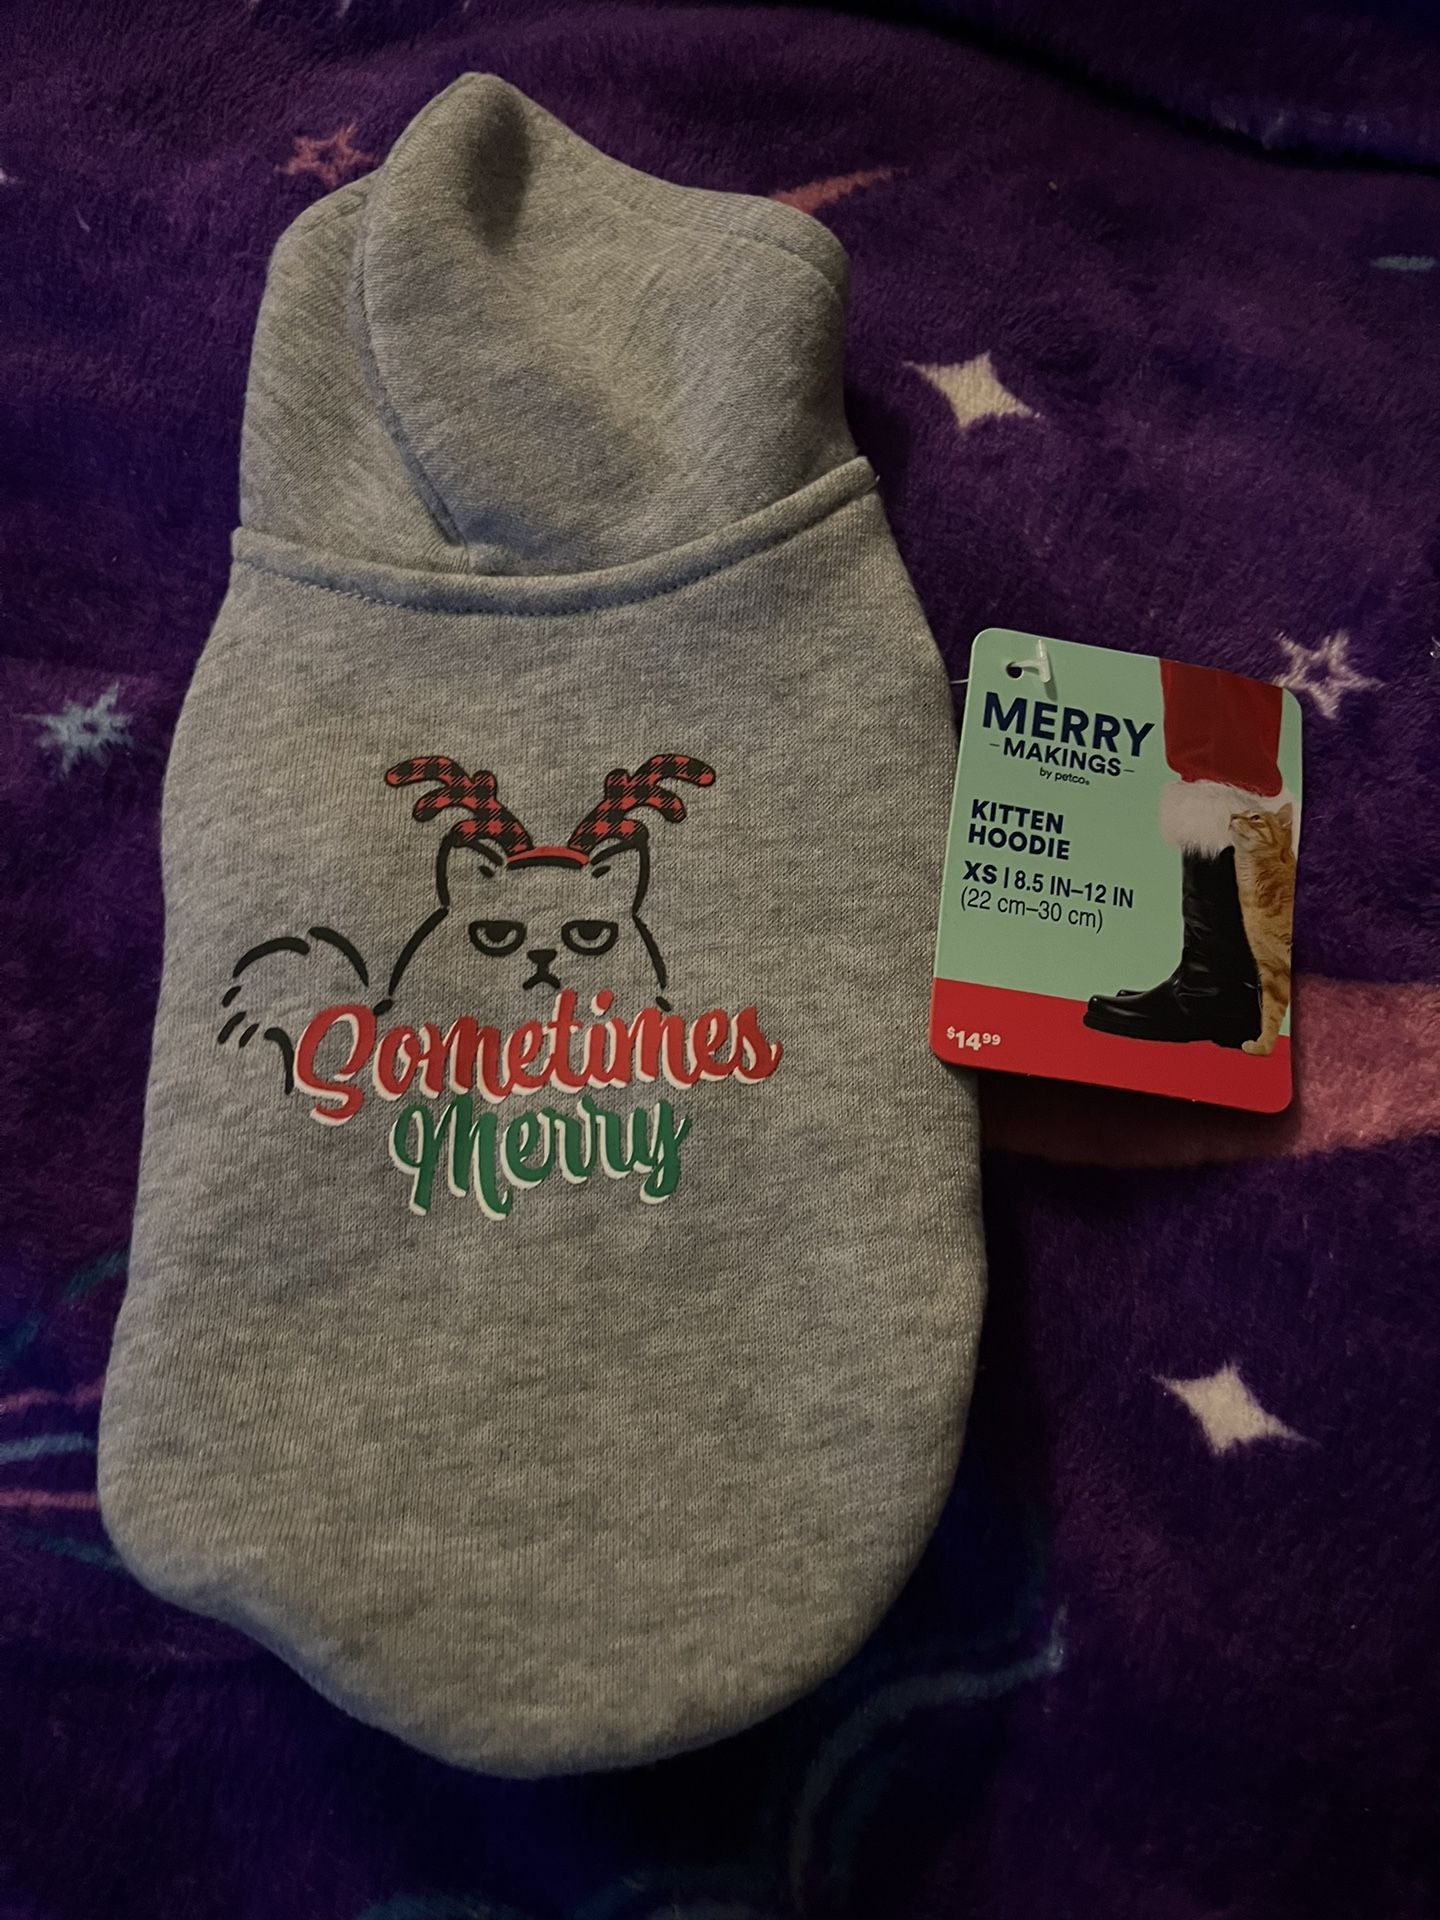 Sometimes
Merry
MERRY
-MAKINGS-
by petco®
KITTEN
HOODIE
XS | 8.5 IN–12 IN
(22 cm–30 cm)
$14.99